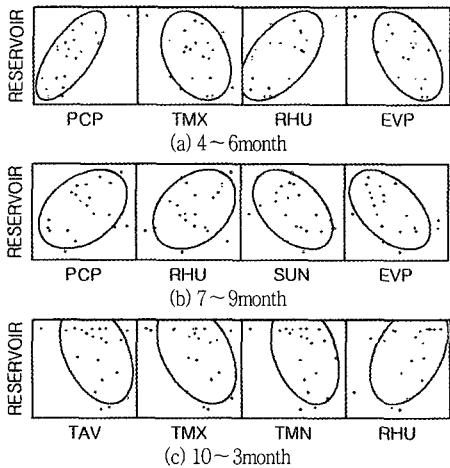 RESERVOIR
PCP TMX RHU EVP
(a) 4~6month
RESERVOIR
PCP RHU SUN EVP
(b) 7~9month
RESERVOIR
TAV TMX TMN RHU
(c) 10~3month